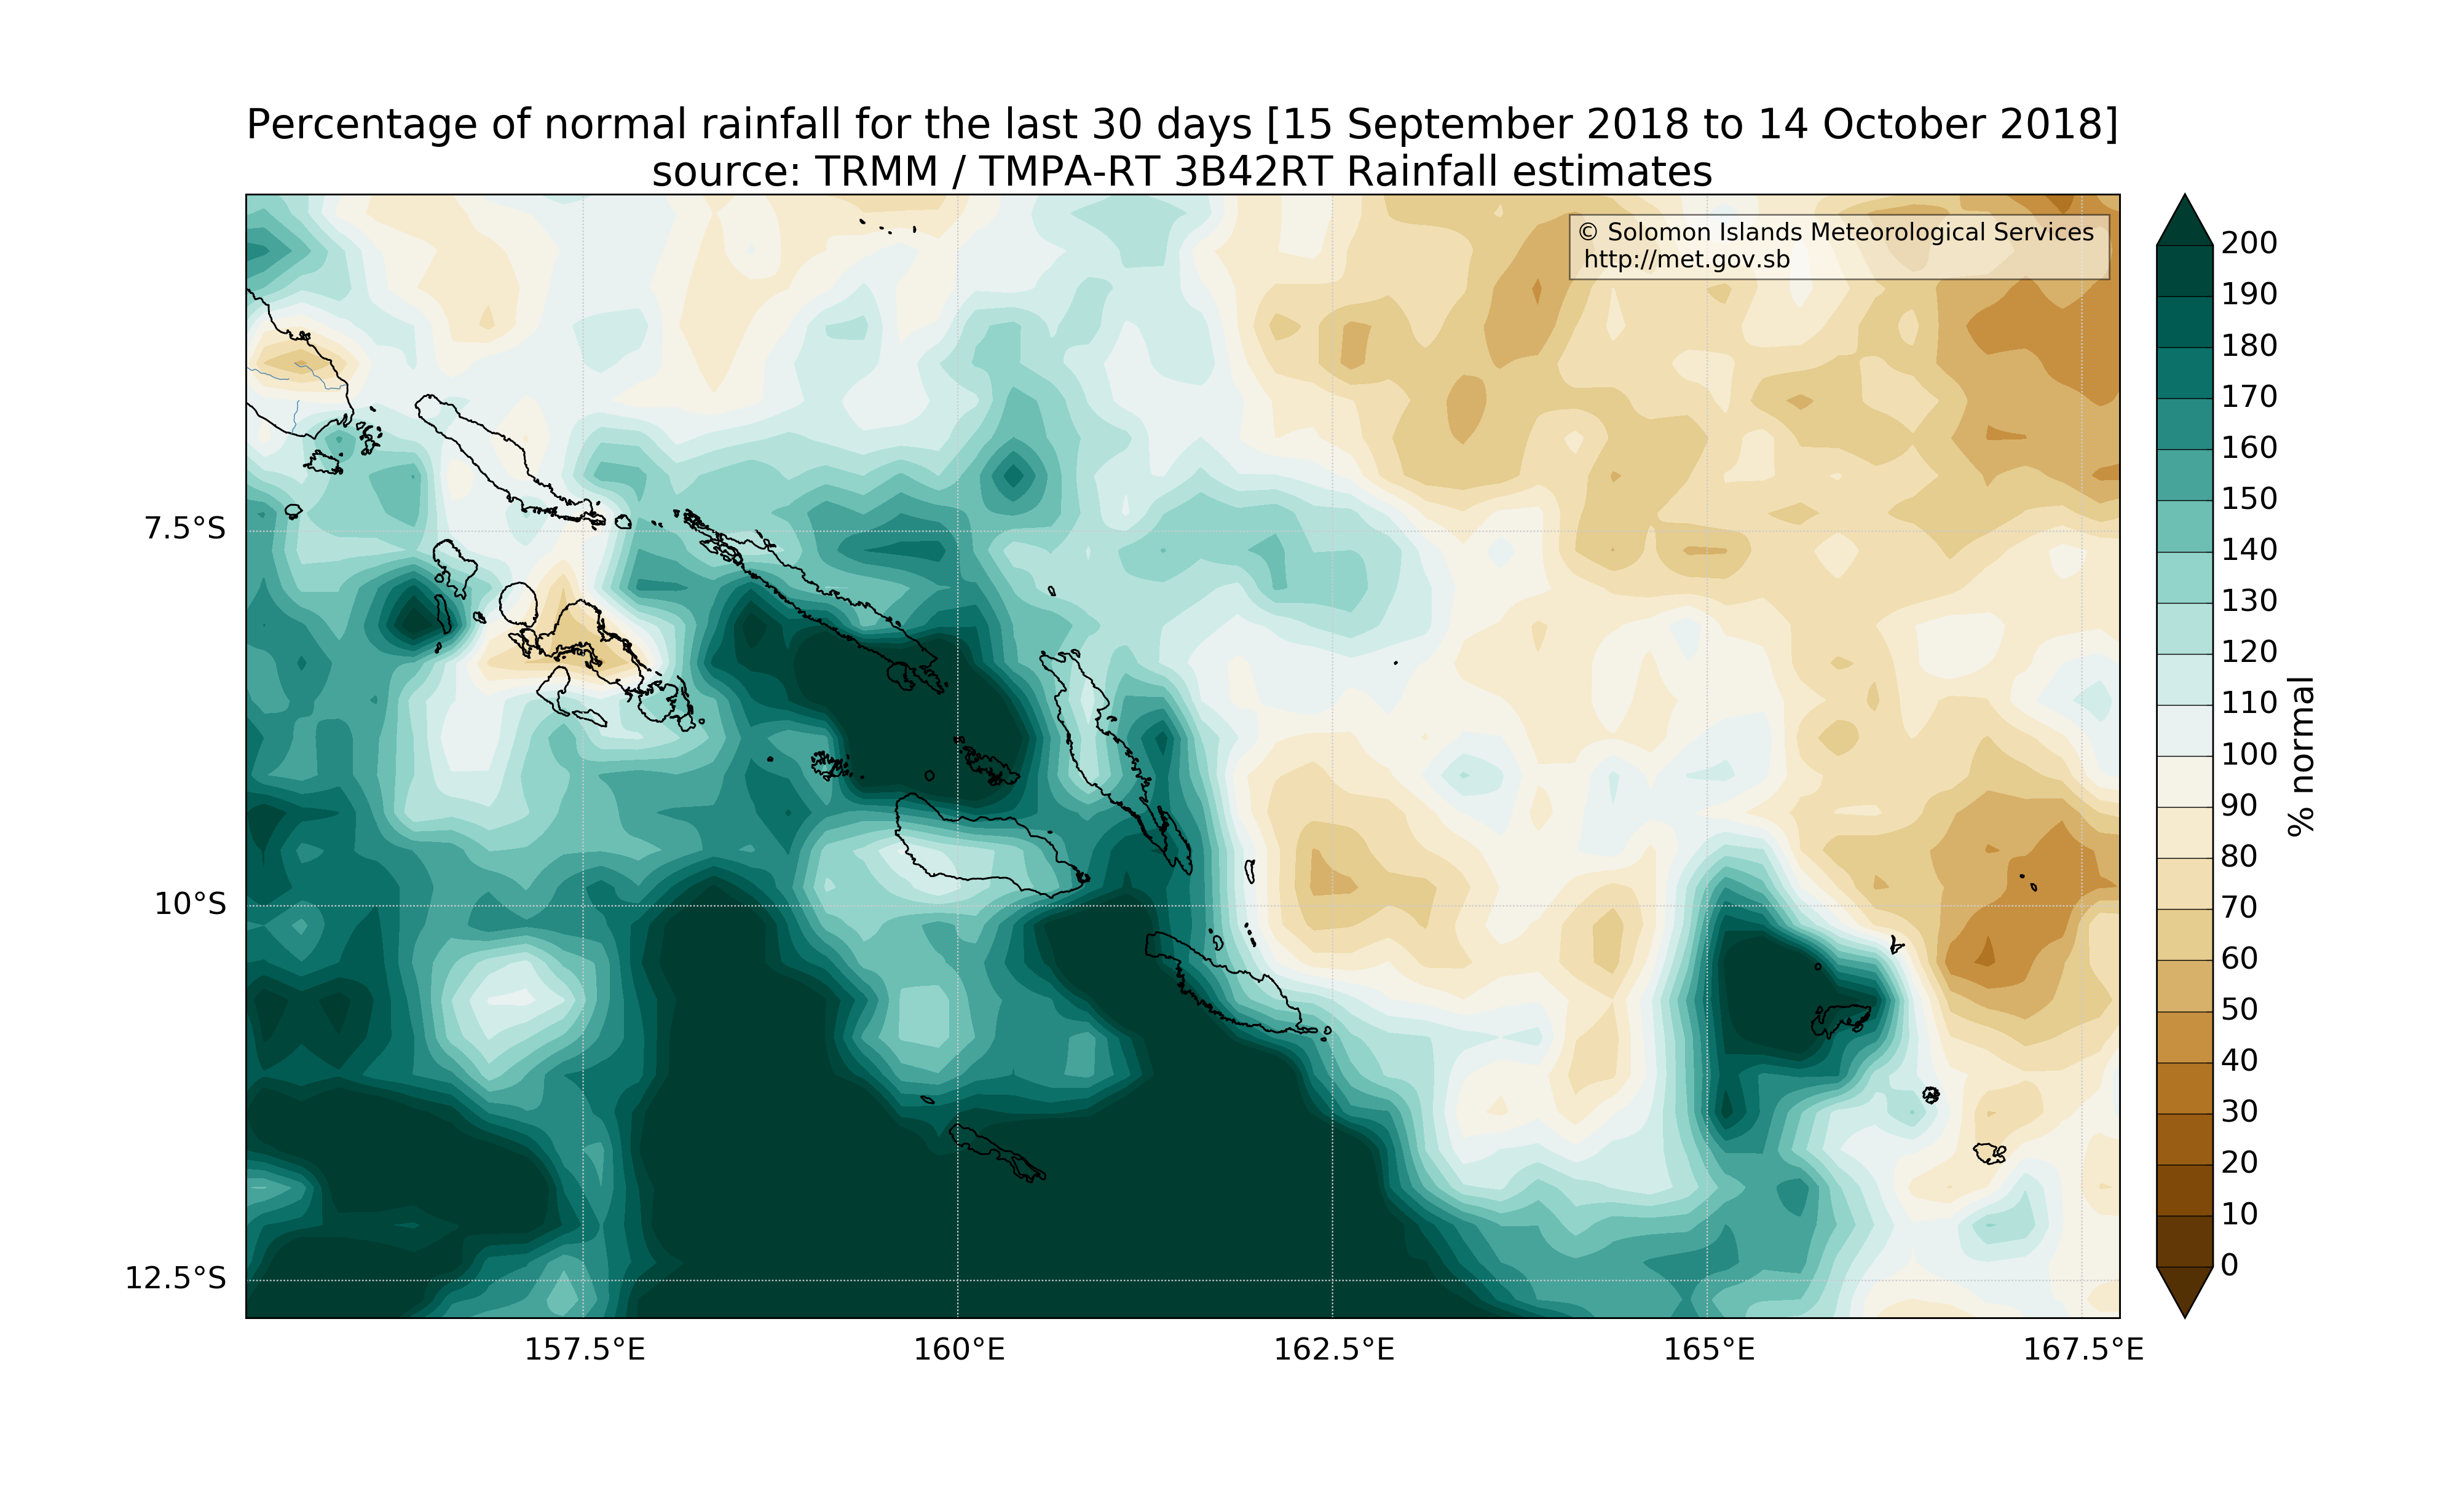 Percentage of normal rainfall for the last 30 days [15 September 2018 to 14 October 2018]
source: TRMM / TMPA-RT 3B42RT Rainfall estimates
© Solomon Islands Meteorological Services
http://met.gov.sb
7.5°S
10°S
12.5°S
157.5°E
160°E
162.5°E
165°E
167.5°E
200
190
180
170
160
150
140
130
120
110
100
90
80
70
60
50
40
30
20
10
0
% normal